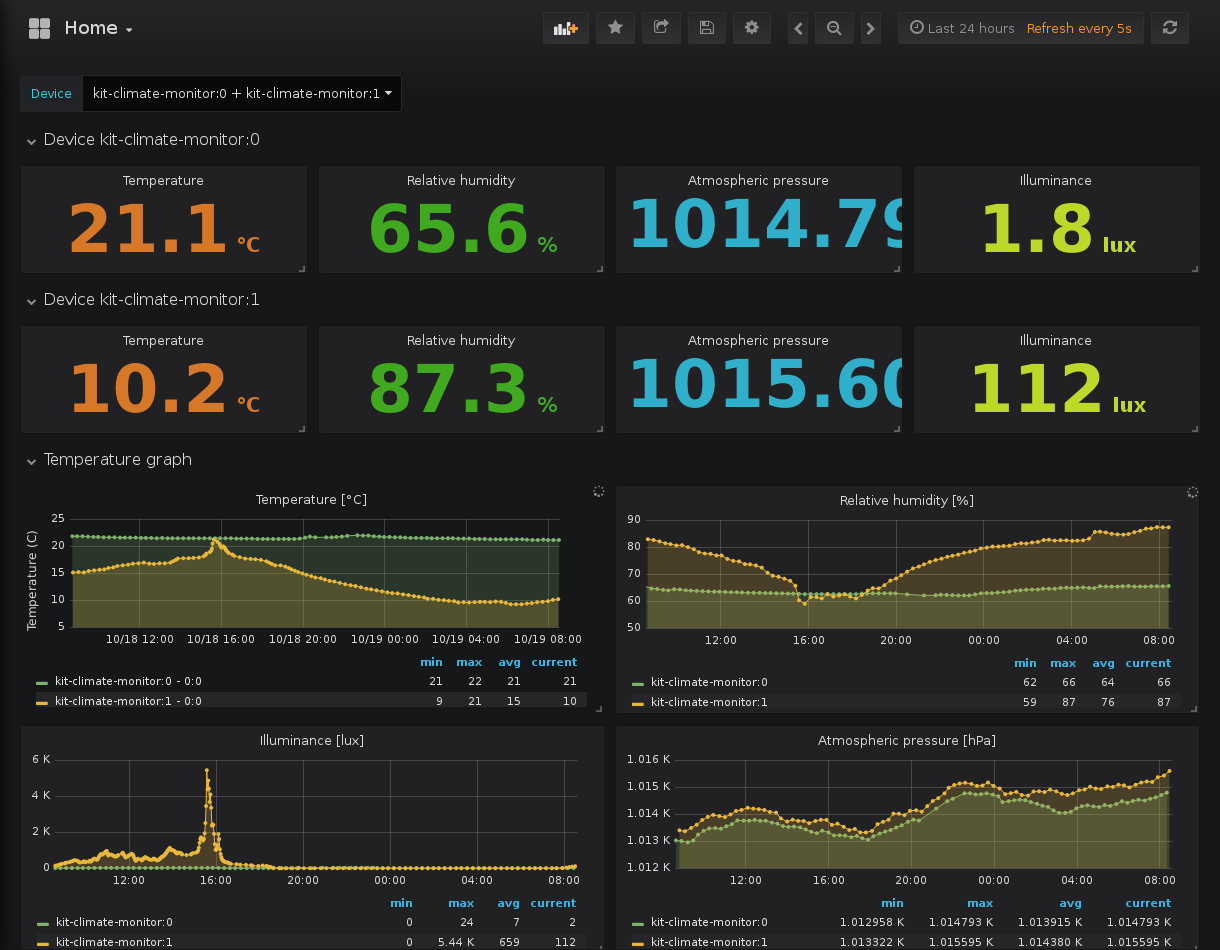 Home
Last 24 hours Refresh every 5s
Device kit-climate-monitor:0 + kit-climate-monitor:1
Device kit-climate-monitor:0
Temperature Relative humidity Atmospheric pressure Illuminance
21.1 °C 65.6 % 1014.79 1.8 lux
Device kit-climate-monitor:1
Temperature Relative humidity Atmospheric pressure Illuminance
10.2 °C 87.3 % 1015.60 112 lux
Temperature graph
Temperature [°C]
Temperature (C)
25
20
15
10
5
10/18 12:00 10/18 16:00 10/18 20:00 10/19 00:00 10/19 04:00 10/19 08:00
min max avg current
kit-climate-monitor:0 - 0:0 21 22 21 21
kit-climate-monitor:1 - 0:0 9 21 15 10
Relative humidity [%]
90
80
70
60
50
12:00 16:00 20:00 00:00 04:00 08:00
min max avg current
kit-climate-monitor:0 62 66 64 66
kit-climate-monitor:1 59 87 76 87
Illuminance [lux]
6 K
4 K
2 K
0
12:00 16:00 20:00 00:00 04:00 08:00
min max avg current
kit-climate-monitor:0 0 24 7 2
kit-climate-monitor:1 0 5.44 K 659 112
Atmospheric pressure [hPa]
1.016 K
1.015 K
1.014 K
1.013 K
1.012 K
12:00 16:00 20:00 00:00 04:00 08:00
min max avg current
kit-climate-monitor:0 1.012958 K 1.014793 K 1.013915 K 1.014793 K
kit-climate-monitor:1 1.013322 K 1.015595 K 1.014380 K 1.015595 K